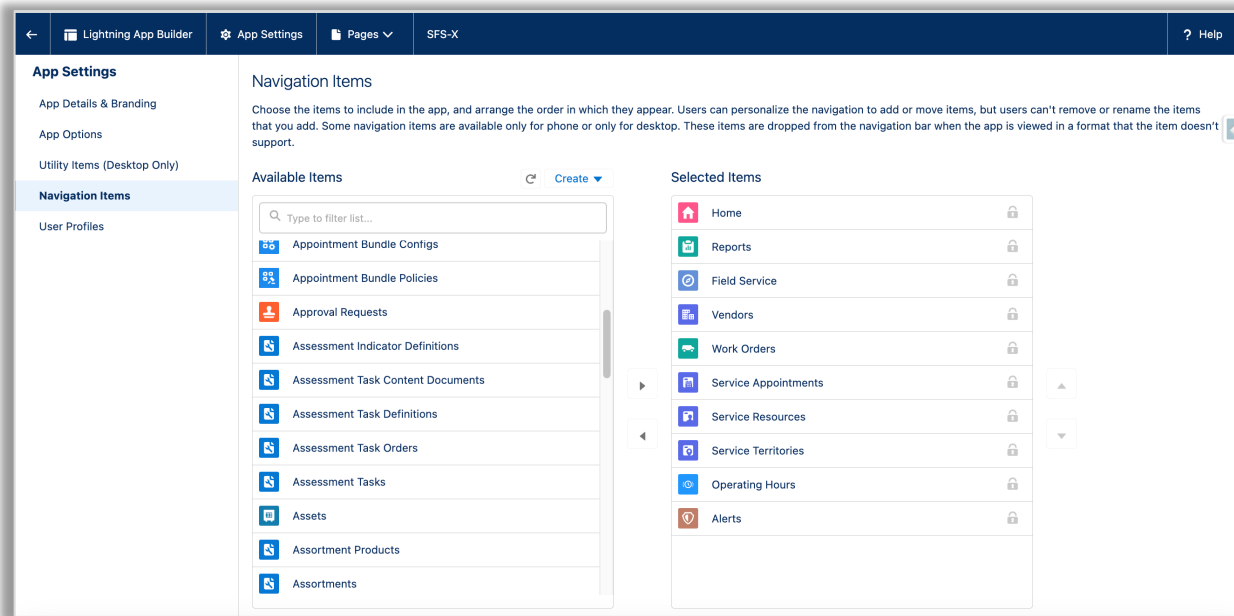 Lightning App Builder
App Settings
Pages
SFS-X
? Help
App Settings
App Details & Branding
App Options
Utility Items (Desktop Only)
Navigation Items
User Profiles
Navigation Items
Choose the items to include in the app, and arrange the order in which they appear. Users can personalize the navigation to add or move items, but users can't remove or rename the items
that you add. Some navigation items are available only for phone or only for desktop. These items are dropped from the navigation bar when the app is viewed in a format that the item doesn't
support.
Available Items
Create
Type to filter list...
Appointment Bundle Configs
Appointment Bundle Policies
Approval Requests
Assessment Indicator Definitions
Assessment Task Content Documents
Assessment Task Definitions
Assessment Task Orders
Assessment Tasks
Assets
Assortment Products
Assortments
Selected Items
Home
Reports
Field Service
Vendors
Work Orders
Service Appointments
Service Resources
Service Territories
Operating Hours
Alerts